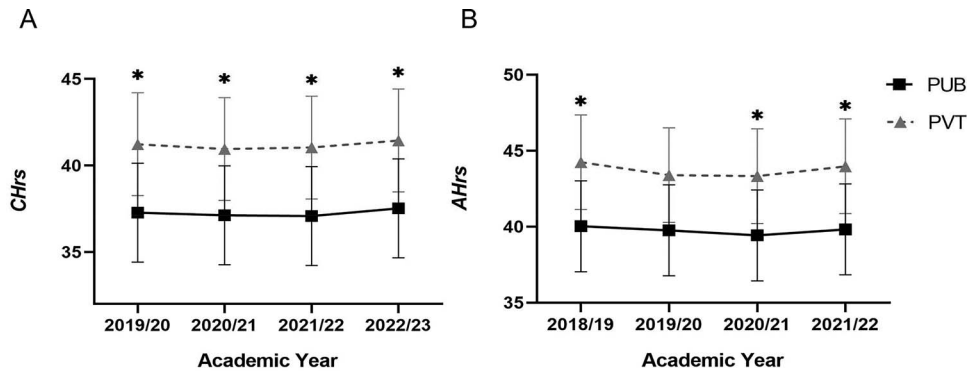 A
*
*
*
*
45
40
35
CHrs
2019/20 2020/21 2021/22 2022/23
Academic Year
B
*
*
*
50
45
40
35
AHrs
2018/19 2019/20 2020/21 2021/22
Academic Year
PUB
PVT